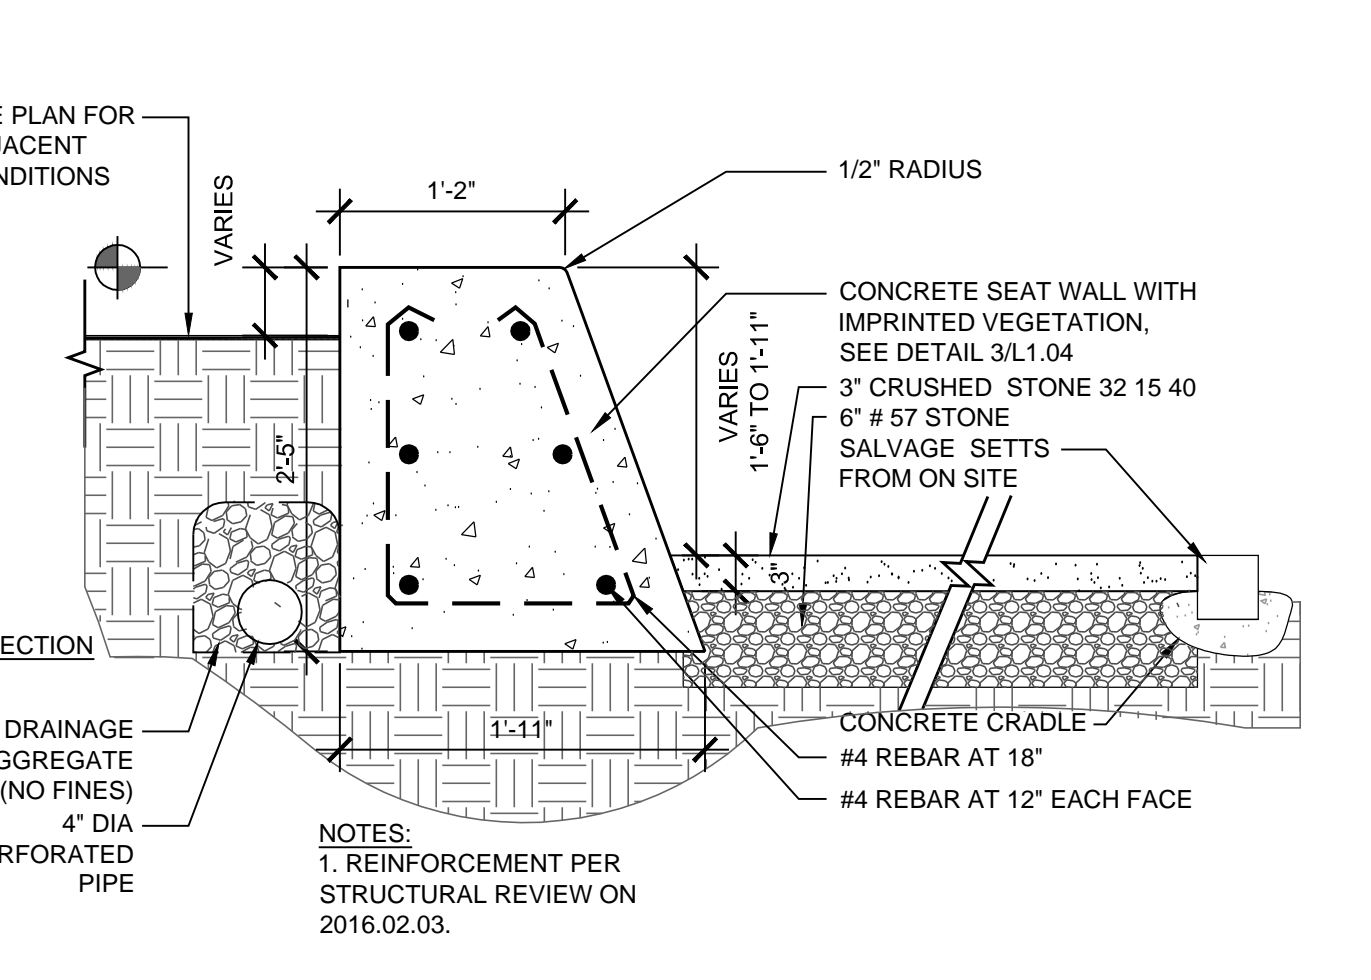 PLAN FOR
NDITIONS
VARIES
1'-2"
2'-5"
1/2" RADIUS
CONCRETE SEAT WALL WITH
IMPRINTED VEGETATION,
SEE DETAIL 3/L1.04
3" CRUSHED STONE 32 15 40
6" # 57 STONE
SALVAGE SETTS
FROM ON SITE
VARIES
1'-6" TO 1'-11"
3"
ECTION
DRAINAGE
GGREGATE
(NO FINES)
4" DIA
RFORATED
PIPE
1'-11"
CONCRETE CRADLE
#4 REBAR AT 18"
#4 REBAR AT 12" EACH FACE
NOTES:
1. REINFORCEMENT PER
STRUCTURAL REVIEW ON
2016.02.03.